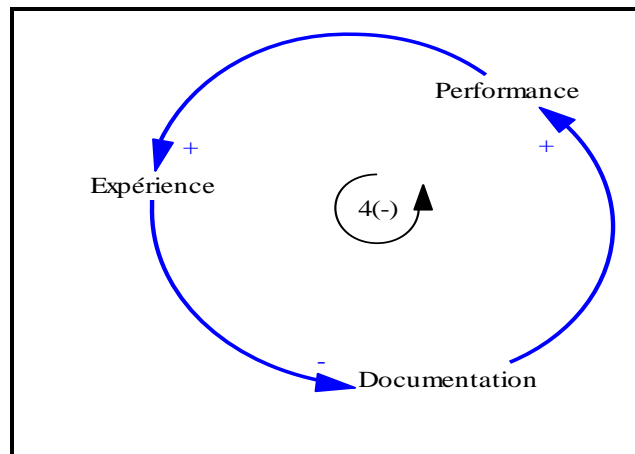 Performance
+
+
Expérience
4(-)
-
Documentation